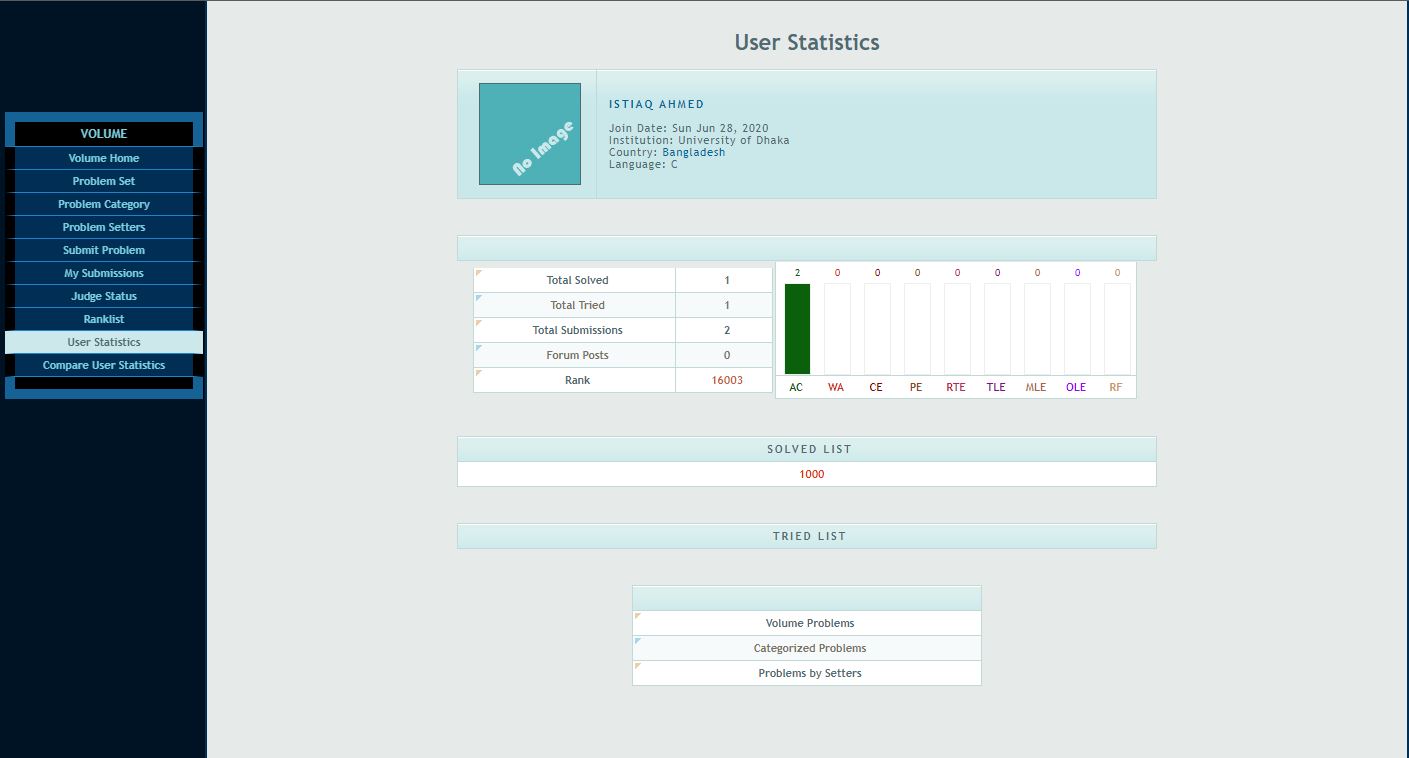 VOLUME
Volume Home
Problem Set
Problem Category
Problem Setters
Submit Problem
My Submissions
Judge Status
Ranklist
User Statistics
Compare User Statistics
User Statistics
No Image
ISTIAQ AHMED
Join Date: Sun Jun 28, 2020
Institution: University of Dhaka
Country: Bangladesh
Language: C
Total Solved 1
Total Tried 1
Total Submissions 2
Forum Posts 0
Rank 16003
2 0 0 0 0 0 0 0 0
AC WA CE PE RTE TLE MLE OLE RF
SOLVED LIST
1000
TRIED LIST
Volume Problems
Categorized Problems
Problems by Setters